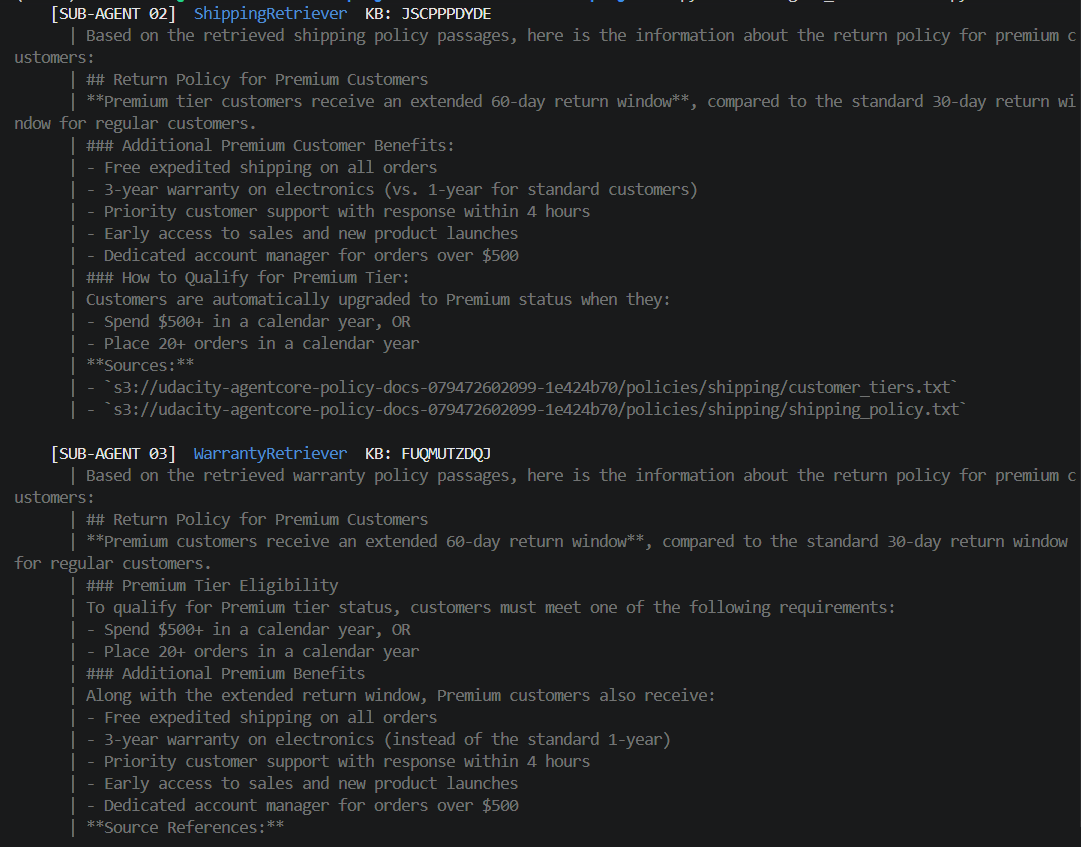 [SUB-AGENT 02]  ShippingRetriever  KB: JSCPPPDYDE
| Based on the retrieved shipping policy passages, here is the information about the return policy for premium c
ustomers:
| ## Return Policy for Premium Customers
| **Premium tier customers receive an extended 60-day return window**, compared to the standard 30-day return wi
ndow for regular customers.
| ### Additional Premium Customer Benefits:
| - Free expedited shipping on all orders
| - 3-year warranty on electronics (vs. 1-year for standard customers)
| - Priority customer support with response within 4 hours
| - Early access to sales and new product launches
| - Dedicated account manager for orders over $500
| ### How to Qualify for Premium Tier:
| Customers are automatically upgraded to Premium status when they:
| - Spend $500+ in a calendar year, OR
| - Place 20+ orders in a calendar year
| **Sources:**
| - `s3://udacity-agentcore-policy-docs-079472602099-1e424b70/policies/shipping/customer_tiers.txt`
| - `s3://udacity-agentcore-policy-docs-079472602099-1e424b70/policies/shipping/shipping_policy.txt`
[SUB-AGENT 03]  WarrantyRetriever  KB: FUQMUTZDQJ
| Based on the retrieved warranty policy passages, here is the information about the return policy for premium c
ustomers:
| ## Return Policy for Premium Customers
| **Premium customers receive an extended 60-day return window**, compared to the standard 30-day return window
for regular customers.
| ### Premium Tier Eligibility
| To qualify for Premium tier status, customers must meet one of the following requirements:
| - Spend $500+ in a calendar year, OR
| - Place 20+ orders in a calendar year
| ### Additional Premium Benefits
| Along with the extended return window, Premium customers also receive:
| - Free expedited shipping on all orders
| - 3-year warranty on electronics (instead of the standard 1-year)
| - Priority customer support with response within 4 hours
| - Early access to sales and new product launches
| - Dedicated account manager for orders over $500
| **Source References:**